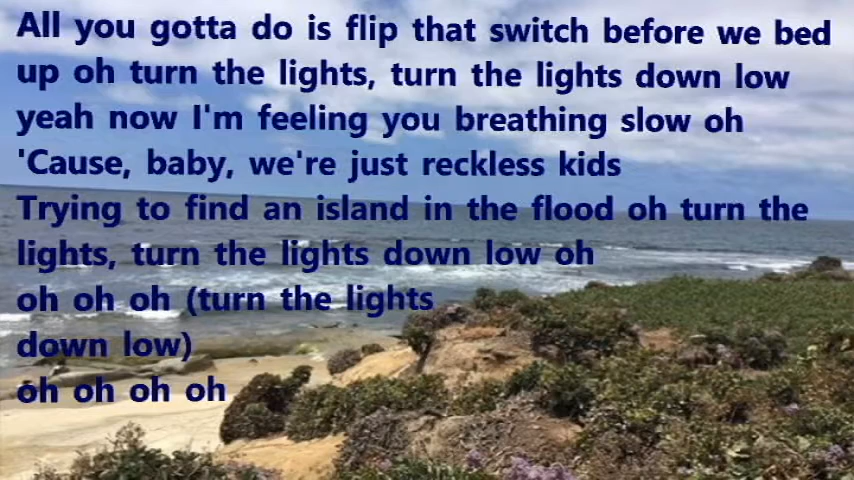 All you gotta do is flip that switch before we bed
up oh turn the lights, turn the lights down low
yeah now I'm feeling you breathing slow oh
'Cause, baby, we're just reckless kids
Trying to find an island in the flood oh turn the
lights, turn the lights down low oh
oh oh oh (turn the lights
down low)
oh oh oh oh